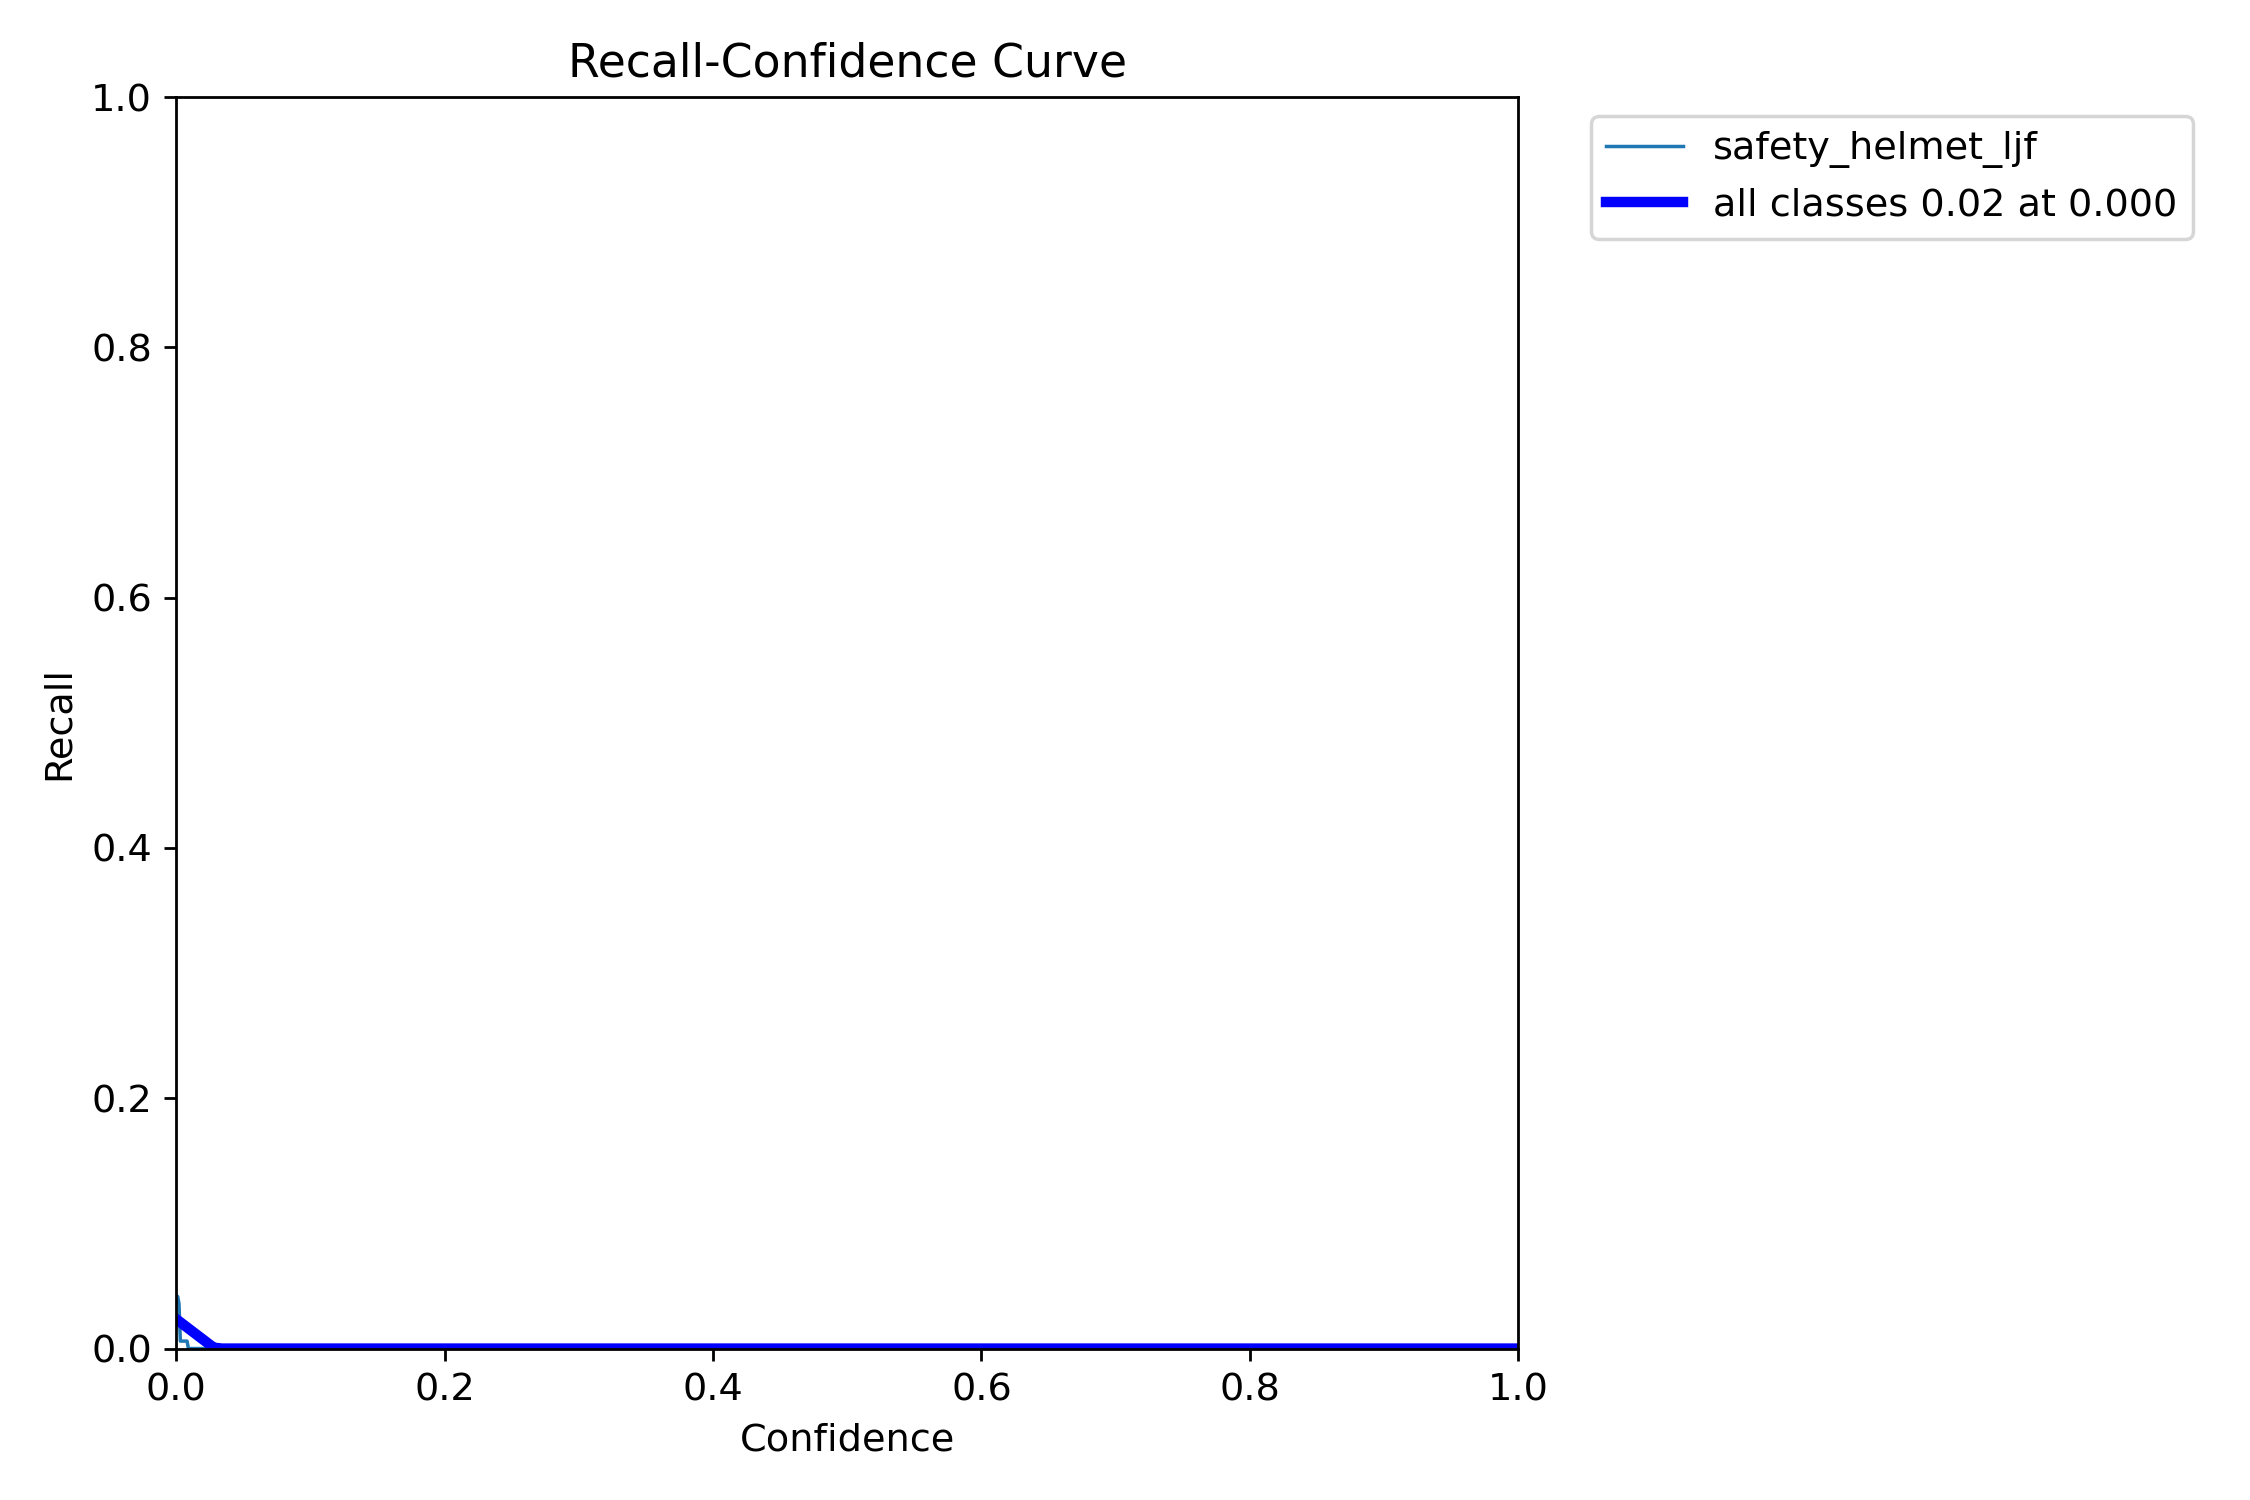 Recall-Confidence Curve
1.0
0.8
0.6
0.4
0.2
0.0
Recall
0.0 0.2 0.4 0.6 0.8 1.0
Confidence
safety_helmet_ljf
all classes 0.02 at 0.000